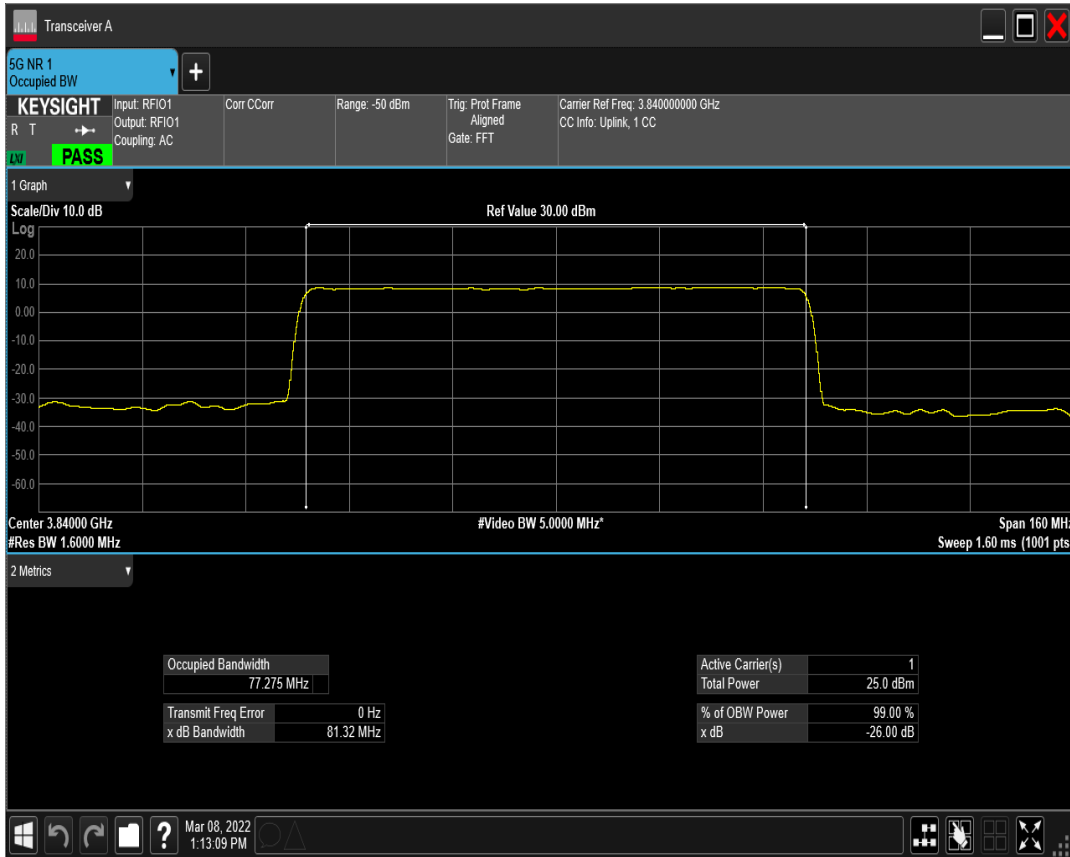 Transceiver A
5G NR 1
Occupied BW
KEYSIGHT
R T
LXI
PASS
Input: RFIO1
Output: RFIO1
Coupling: AC
Corr CCorr
Range: -50 dBm
Trig: Prot Frame
Aligned
Gate: FFT
Carrier Ref Freq: 3.840000000 GHz
CC Info: Uplink, 1 CC
1 Graph
Scale/Div 10.0 dB
Ref Value 30.00 dBm
Log
20.0
10.0
0.00
-10.0
-20.0
-30.0
-40.0
-50.0
-60.0
Center 3.84000 GHz
#Video BW 5.0000 MHz*
Span 160 MHz
#Res BW 1.6000 MHz
Sweep 1.60 ms (1001 pts
2 Metrics
Occupied Bandwidth
77.275 MHz
Transmit Freq Error 0 Hz
x dB Bandwidth 81.32 MHz
Active Carrier(s) 1
Total Power 25.0 dBm
% of OBW Power 99.00 %
x dB -26.00 dB
?
Mar 08, 2022
1:13:09 PM